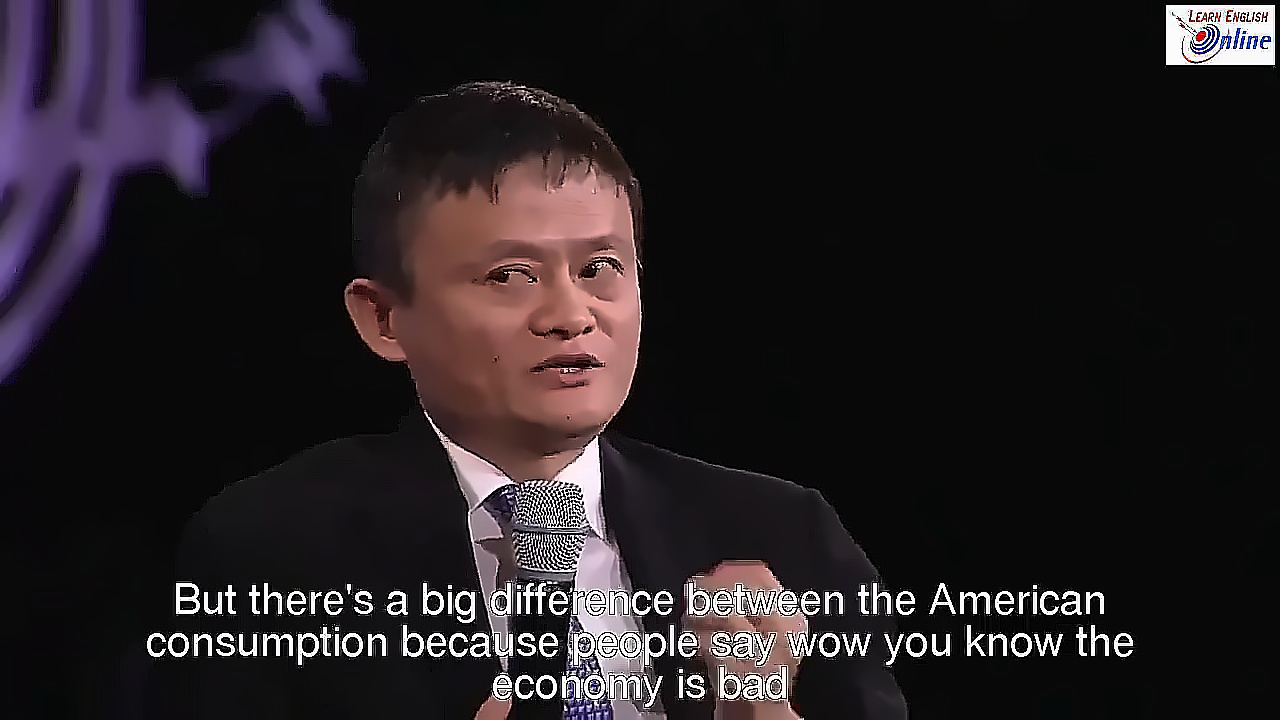 LEARN ENGLISH
Online
But there's a big difference between the American
consumption because people say wow you know the
economy is bad